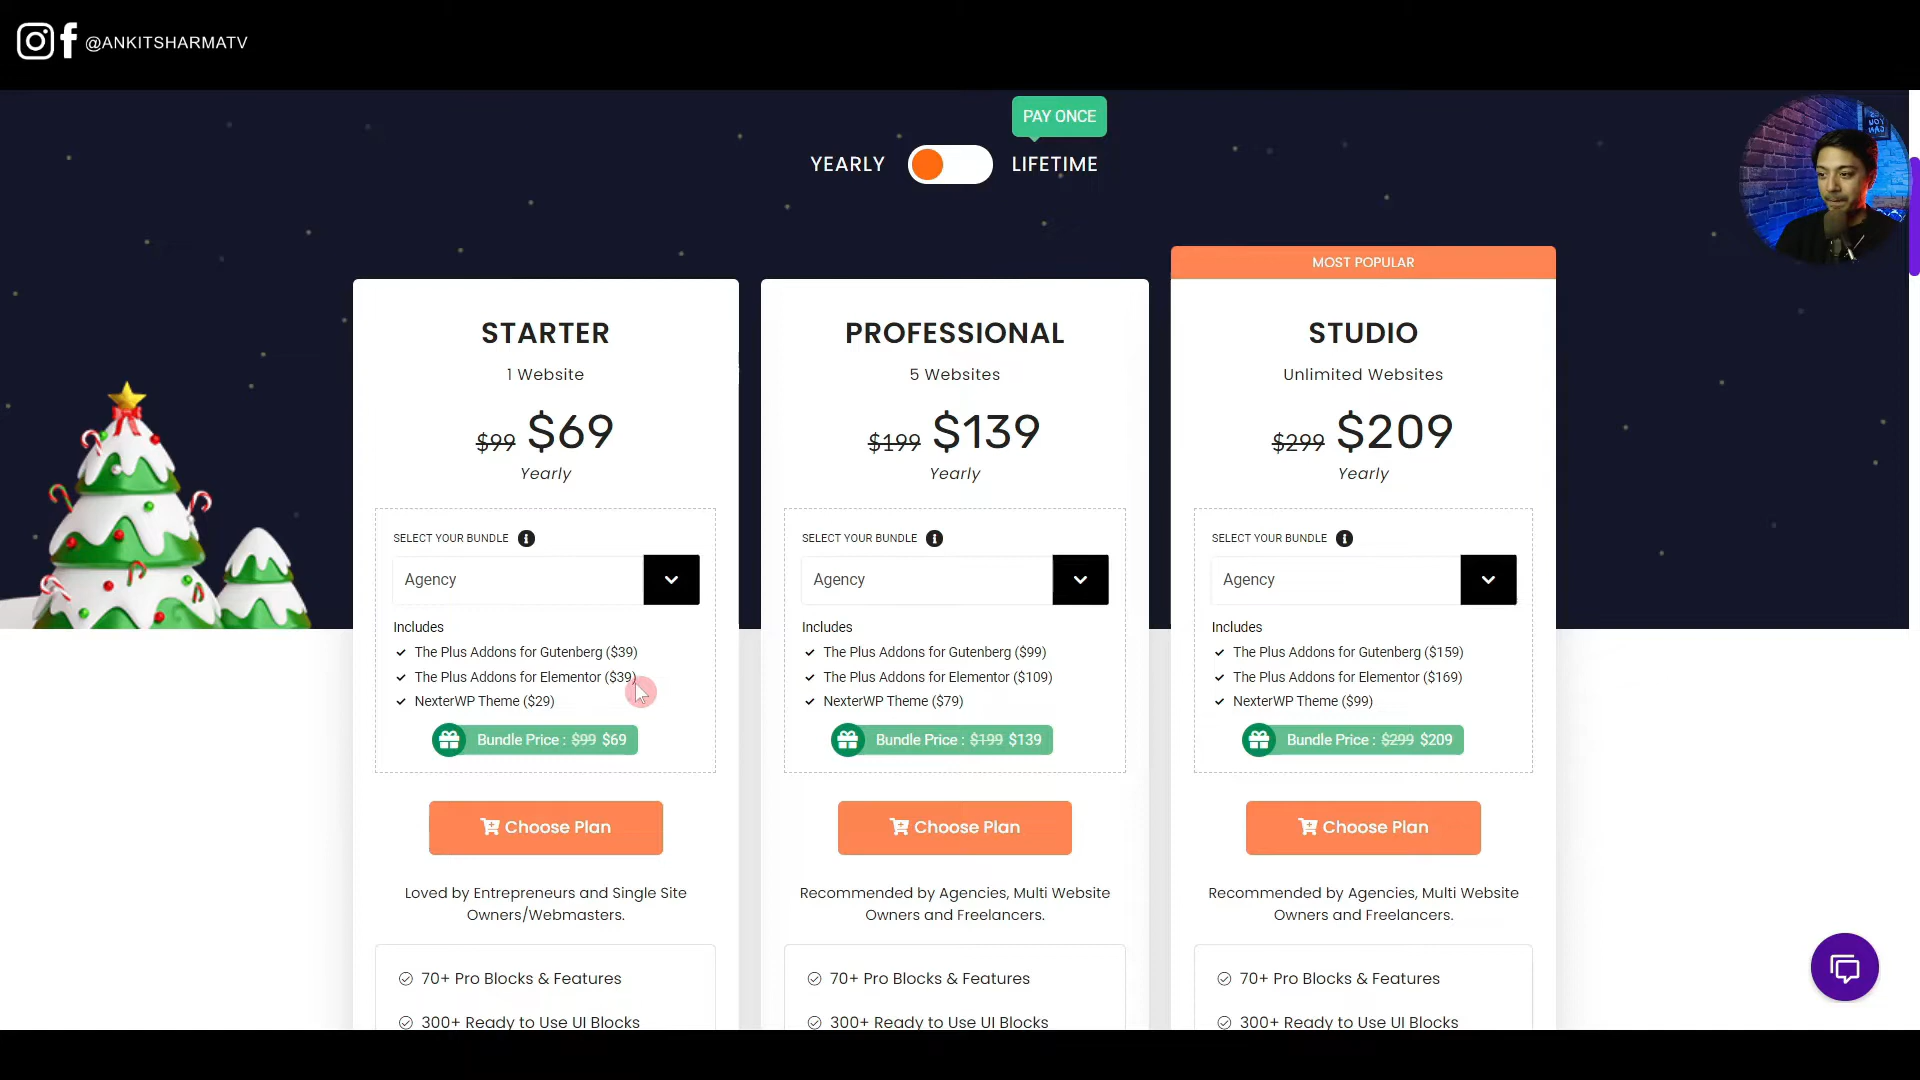 @ANKITSHARMATV
PAY ONCE
YEARLY
LIFETIME
STARTER
1 Website
$99 $69
Yearly
SELECT YOUR BUNDLE
Agency
Includes
The Plus Addons for Gutenberg ($39)
The Plus Addons for Elementor ($39)
NexterWP Theme ($29)
Bundle Price : $99 $69
Choose Plan
Loved by Entrepreneurs and Single Site
Owners/Webmasters.
70+ Pro Blocks & Features
300+ Ready to Use UI Blocks
PROFESSIONAL
5 Websites
$199 $139
Yearly
SELECT YOUR BUNDLE
Agency
Includes
The Plus Addons for Gutenberg ($99)
The Plus Addons for Elementor ($109)
NexterWP Theme ($79)
Bundle Price : $199 $139
Choose Plan
Recommended by Agencies, Multi Website
Owners and Freelancers.
70+ Pro Blocks & Features
300+ Ready to Use UI Blocks
MOST POPULAR
STUDIO
Unlimited Websites
$299 $209
Yearly
SELECT YOUR BUNDLE
Agency
Includes
The Plus Addons for Gutenberg ($159)
The Plus Addons for Elementor ($169)
NexterWP Theme ($99)
Bundle Price : $299 $209
Choose Plan
Recommended by Agencies, Multi Website
Owners and Freelancers.
70+ Pro Blocks & Features
300+ Ready to Use UI Blocks